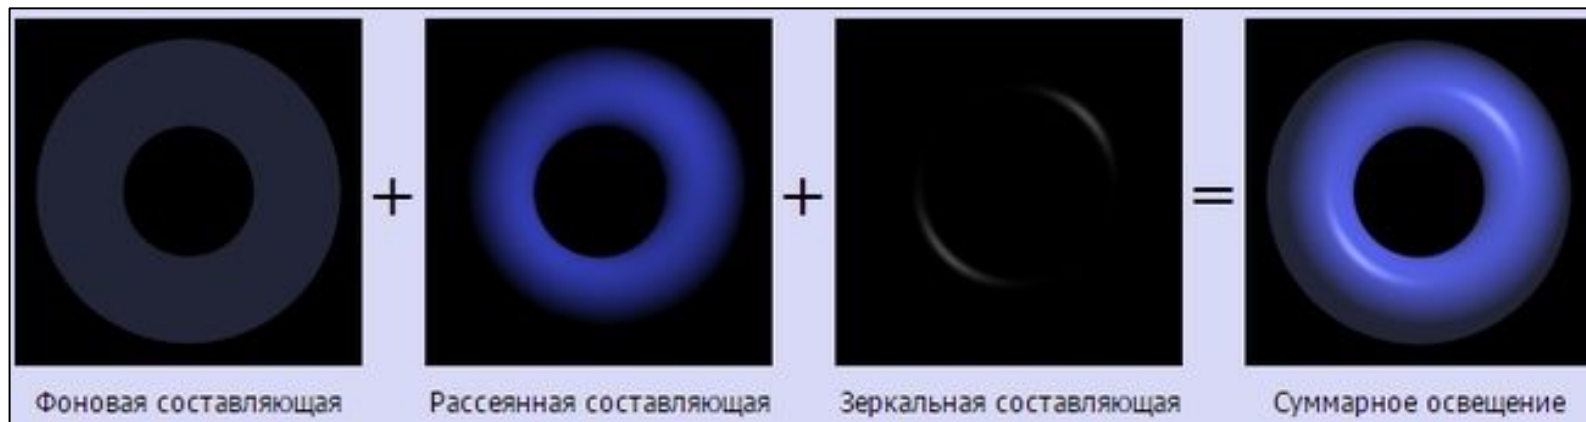 + + =
Фоновая составляющая Рассеянная составляющая Зеркальная составляющая Суммарное освещение